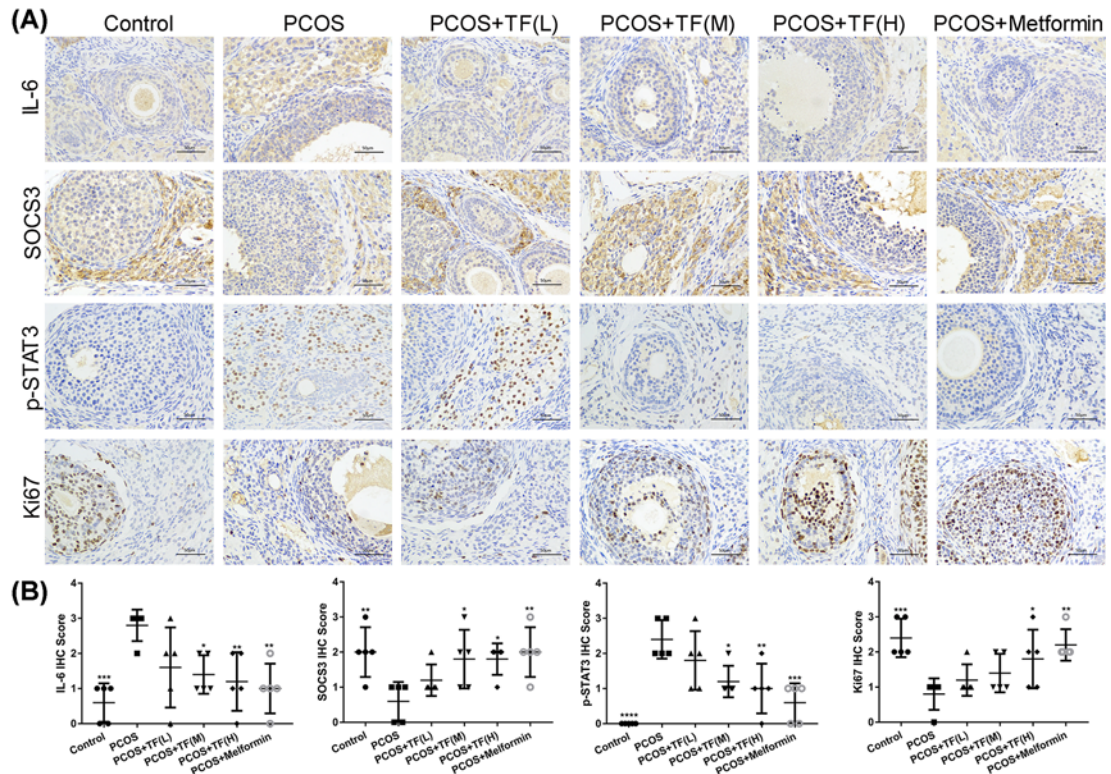 (A)
Control PCOS PCOS+TF(L) PCOS+TF(M) PCOS+TF(H) PCOS+Metformin
IL-6
SOCS3
p-STAT3
Ki67
(B)
IL-6 IHC Score
4
3
2
1
0
***
*
**
**
Control
PCOS
PCOS+TF(L)
PCOS+TF(M)
PCOS+TF(H)
PCOS+Melformin
SOCS3 IHC Score
4
3
2
1
0
**
*
*
**
Control
PCOS
PCOS+TF(L)
PCOS+TF(M)
PCOS+TF(H)
PCOS+Melformin
p-STAT3 IHC Score
4
3
2
1
0
****
*
**
***
Control
PCOS
PCOS+TF(L)
PCOS+TF(M)
PCOS+TF(H)
PCOS+Melformin
Ki67 IHC Score
4
3
2
1
0
***
*
**
Control
PCOS
PCOS+TF(L)
PCOS+TF(M)
PCOS+TF(H)
PCOS+Melformin